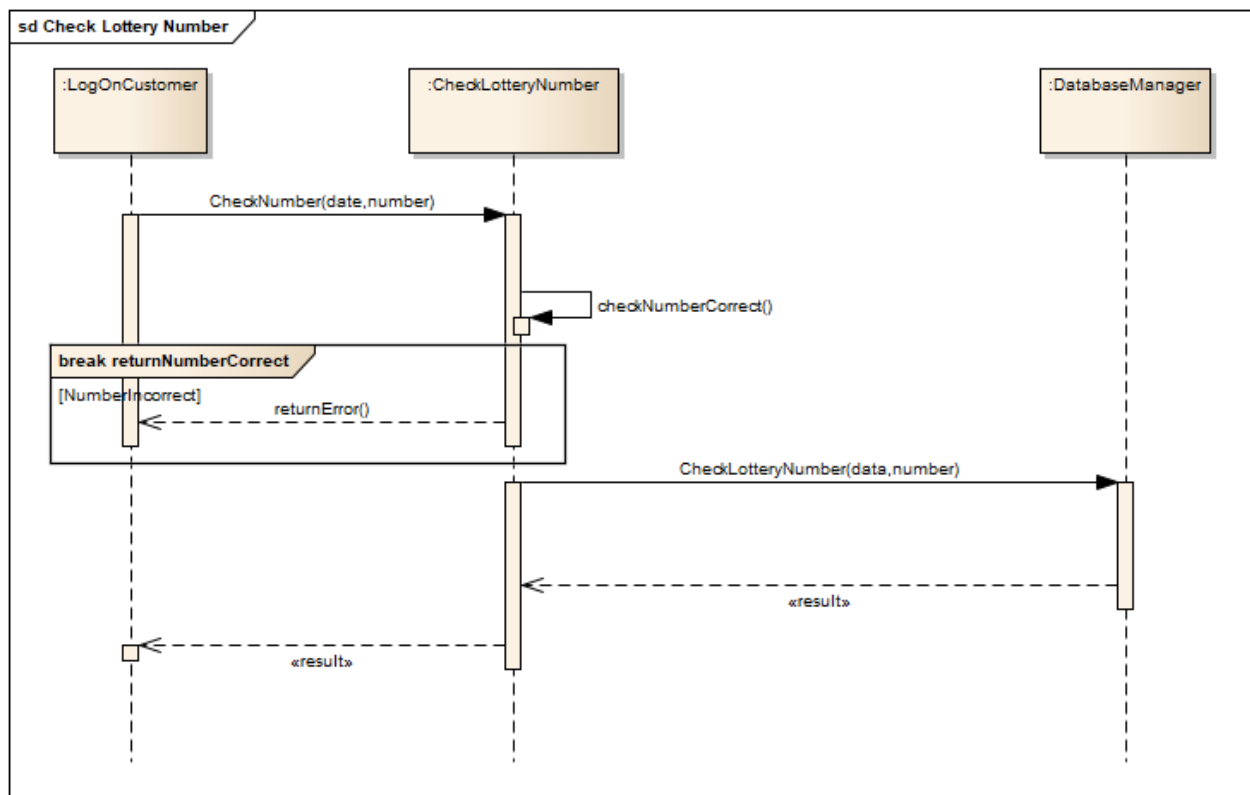 sd Check Lottery Number
:LogOnCustomer
:CheckLotteryNumber
:DatabaseManager
CheckNumber(date,number)
checkNumberCorrect()
break returnNumberCorrect
[NumberIncorrect]
returnError()
CheckLotteryNumber(data,number)
«result»
«result»